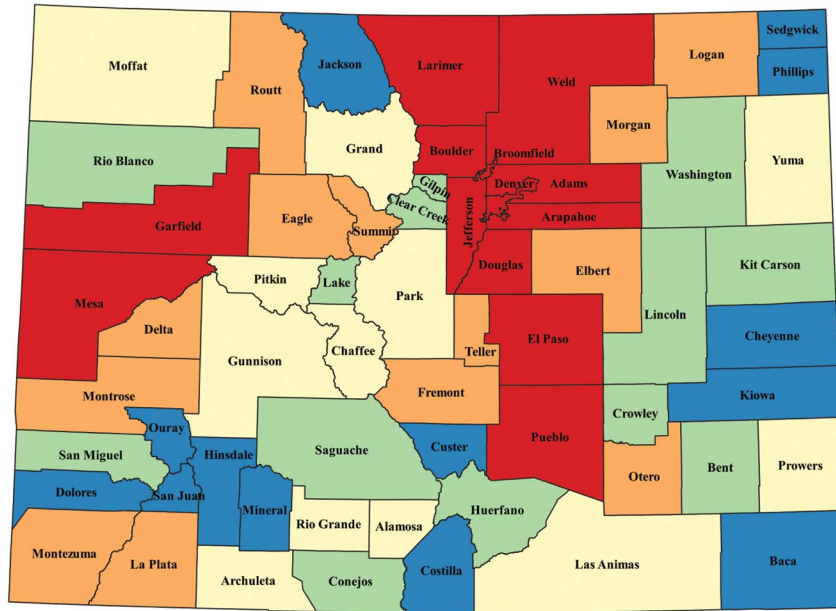 Sedgwick
Moffat
Jackson
Larimer
Logan
Phillips
Routt
Weld
Morgan
Grand
Boulder
Broomfield
Rio Blanco
Washington
Yuma
Gilpin
Denver
Adams
Clear Creek
Garfield
Eagle
Summit
Jefferson
Arapahoe
Douglas
Elbert
Kit Carson
Pitkin
Lake
Park
Mesa
Lincoln
Delta
Gunnison
Chaffee
Teller
El Paso
Cheyenne
Montrose
Fremont
Kiowa
Crowley
Ouray
San Miguel
Hinsdale
Saguache
Custer
Pueblo
Otero
Bent
Prowers
Dolores
San Juan
Mineral
Rio Grande
Alamosa
Huerfano
Montezuma
La Plata
Archuleta
Conejos
Costilla
Las Animas
Baca